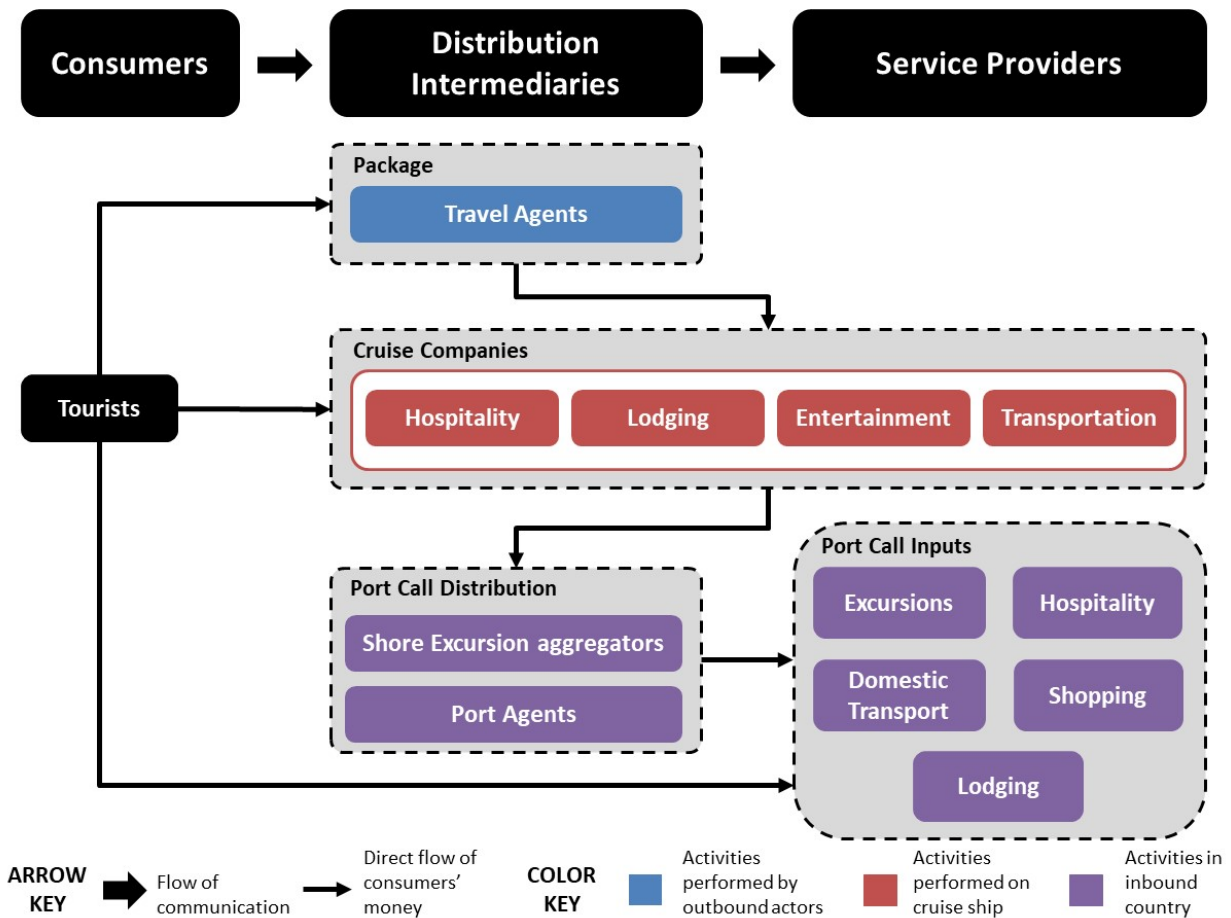 Consumers
Distribution
Intermediaries
Service Providers
Package
Travel Agents
Cruise Companies
Tourists
Hospitality
Lodging
Entertainment
Transportation
Port Call Distribution
Shore Excursion aggregators
Port Agents
Port Call Inputs
Excursions
Hospitality
Domestic
Transport
Shopping
Lodging
ARROW
KEY
Flow of
communication
Direct flow of
consumers’
money
COLOR
KEY
Activities
performed by
outbound actors
Activities
performed on
cruise ship
Activities in
inbound
country